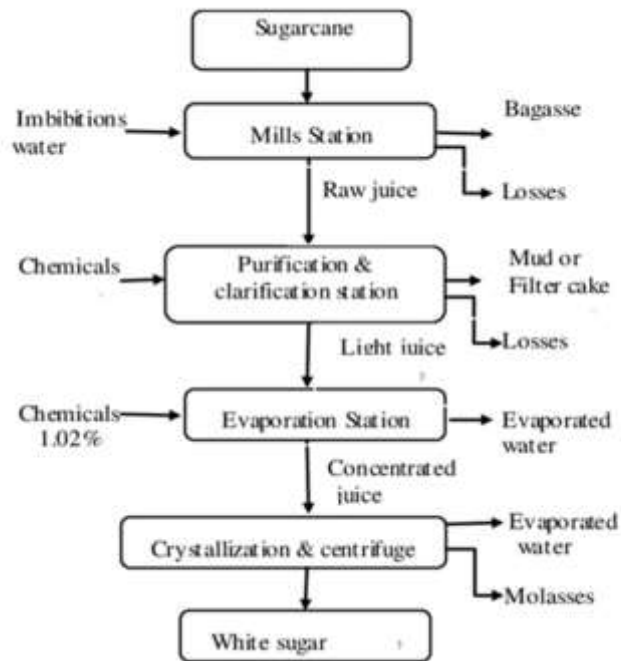 Sugarcane
Imbibitions
water
Mills Station
Bagasse
Losses
Raw juice
Chemicals
Purification &
clarification station
Mud or
Filter cake
Losses
Light juice
Chemicals
1.02%
Evaporation Station
Evaporated
water
Concentrated
juice
Crystallization & centrifuge
Evaporated
water
Molasses
White sugar